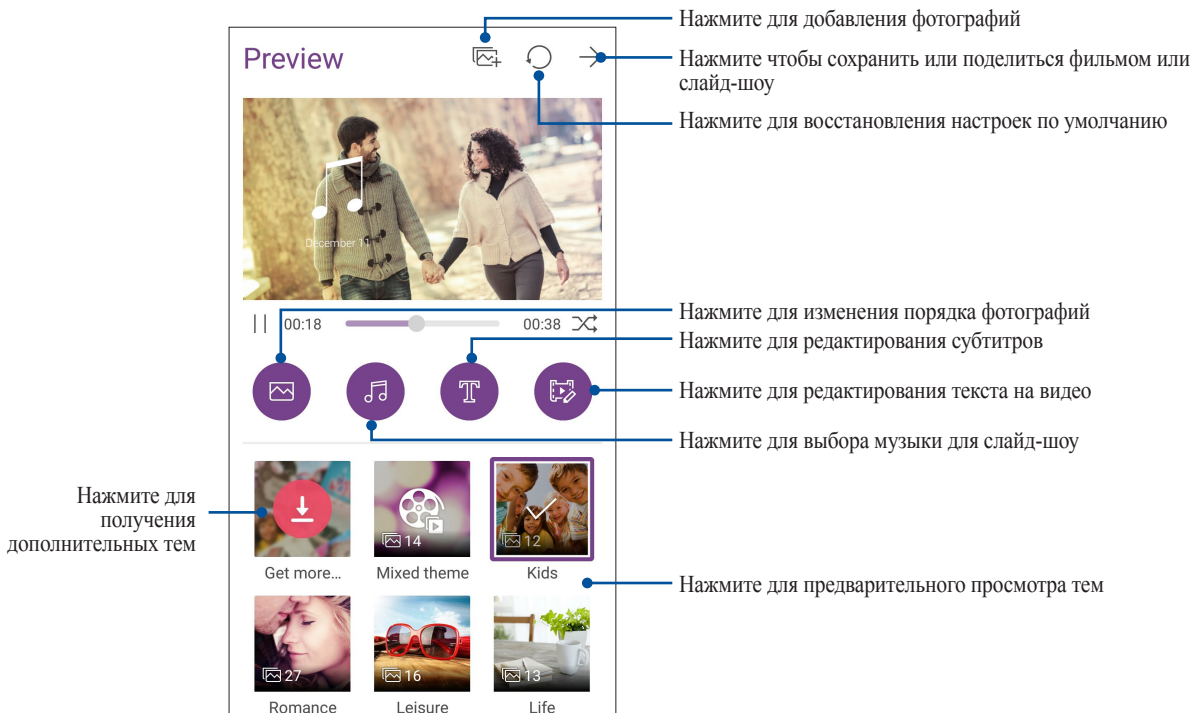 Нажмите для добавления фотографий
Preview
Нажмите чтобы сохранить или поделиться фильмом или
слайд-шоу
Нажмите для восстановления настроек по умолчанию
December 11
Нажмите для изменения порядка фотографий
00:18
00:38
Нажмите для редактирования субтитров
Нажмите для редактирования текста на видео
Нажмите для выбора музыки для слайд-шоу
Нажмите для
получения
дополнительных тем
14
12
Get more...
Mixed theme
Kids
Нажмите для предварительного просмотра тем
27
16
13
Romance
Leisure
Life